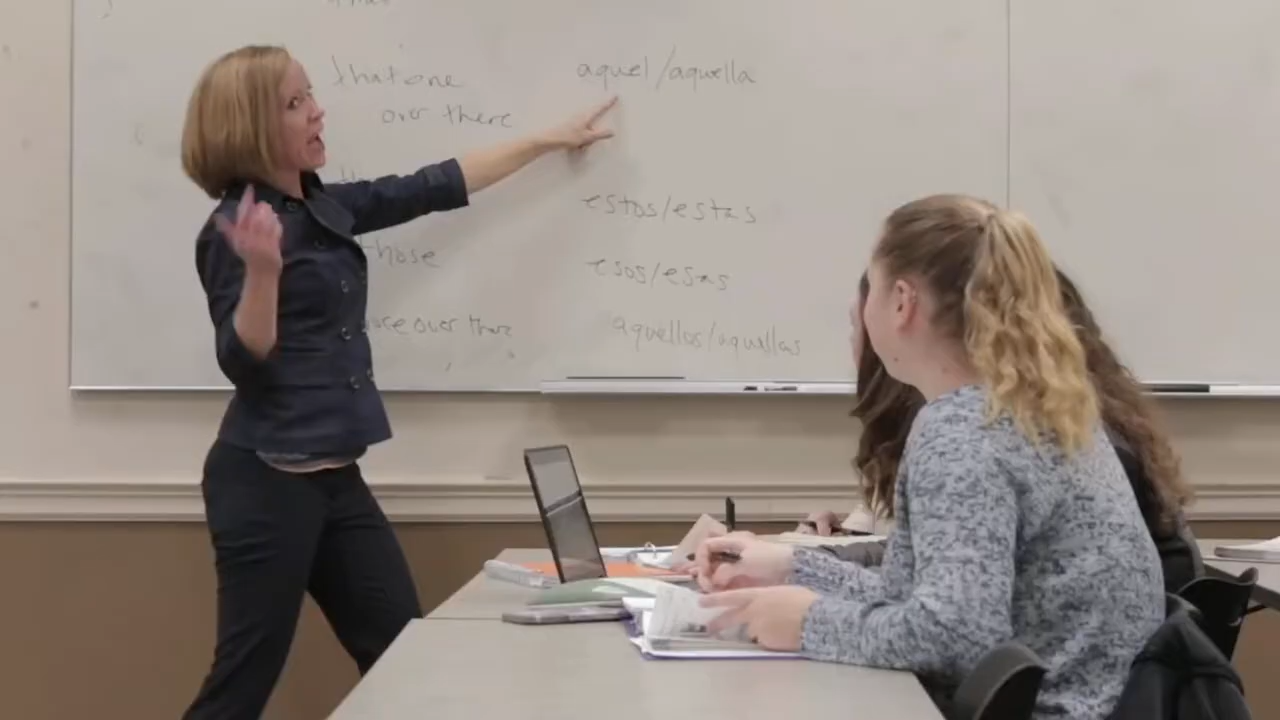 that one aquel/aquella
over there
estos/estas
those esos/esas
over there aquellos/aquellas